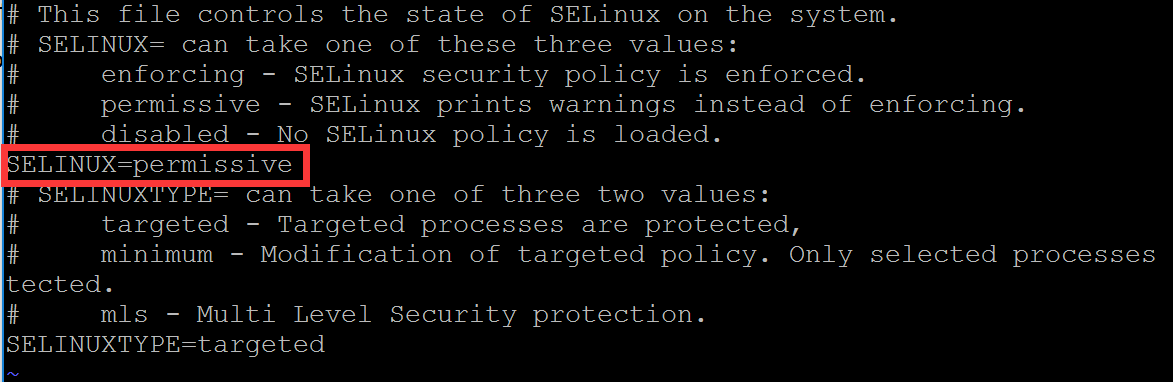 # This file controls the state of SELinux on the system.
# SELINUX= can take one of these three values:
#     enforcing - SELinux security policy is enforced.
#     permissive - SELinux prints warnings instead of enforcing.
#     disabled - No SELinux policy is loaded.
SELINUX=permissive
# SELINUXTYPE= can take one of three two values:
#     targeted - Targeted processes are protected,
#     minimum - Modification of targeted policy. Only selected processes
tected.
#     mls - Multi Level Security protection.
SELINUXTYPE=targeted
~